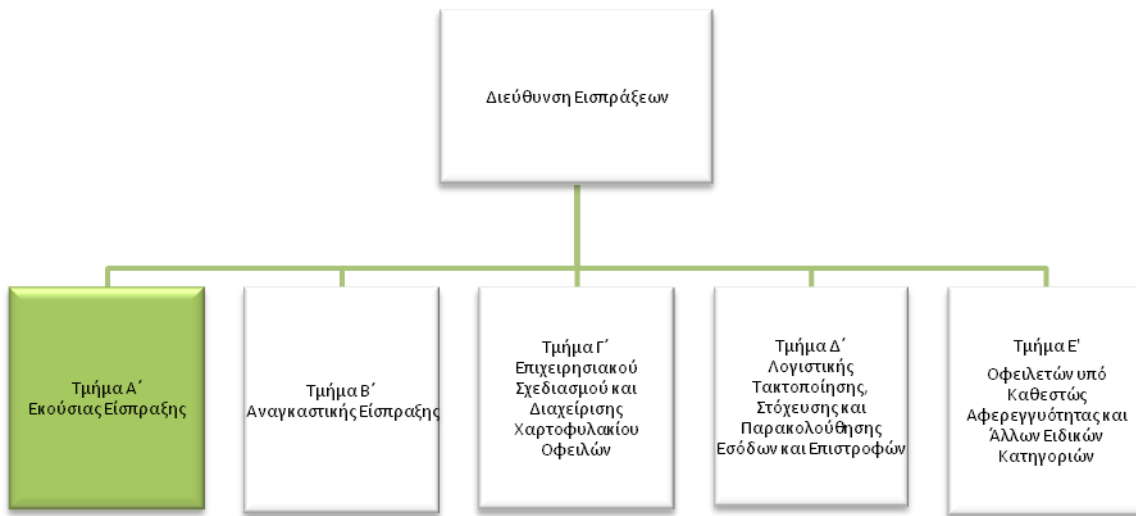 Διεύθυνση Εισπράξεων
Τμήμα Α΄
Εκούσιας Είσπραξης
Τμήμα Β΄
Αναγκαστικής Είσπραξης
Τμήμα Γ΄
Επιχειρησιακού
Σχεδιασμού και
Διαχείρισης
Χαρτοφυλακίου
Οφειλών
Τμήμα Δ΄
Λογιστικής
Τακτοποίησης,
Στόχευσης και
Παρακολούθησης
Εσόδων και Επιστροφών
Τμήμα Ε'
Οφειλετών υπό
Καθεστώς
Αφερεγγυότητας και
Άλλων Ειδικών
Κατηγοριών